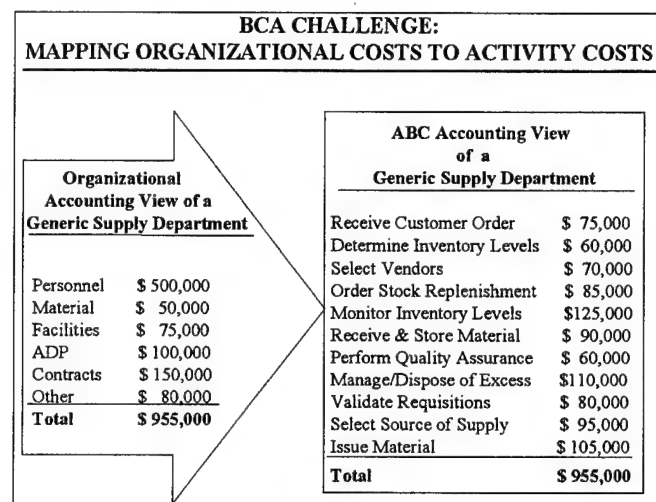 BCA CHALLENGE:
MAPPING ORGANIZATIONAL COSTS TO ACTIVITY COSTS
Organizational
Accounting View of a
Generic Supply Department
Personnel $ 500,000
Material $ 50,000
Facilities $ 75,000
ADP $ 100,000
Contracts $ 150,000
Other $ 80,000
Total $ 955,000
ABC Accounting View
of a
Generic Supply Department
Receive Customer Order $ 75,000
Determine Inventory Levels $ 60,000
Select Vendors $ 70,000
Order Stock Replenishment $ 85,000
Monitor Inventory Levels $125,000
Receive & Store Material $ 90,000
Perform Quality Assurance $ 60,000
Manage/Dispose of Excess $110,000
Validate Requisitions $ 80,000
Select Source of Supply $ 95,000
Issue Material $ 105,000
Total $ 955,000